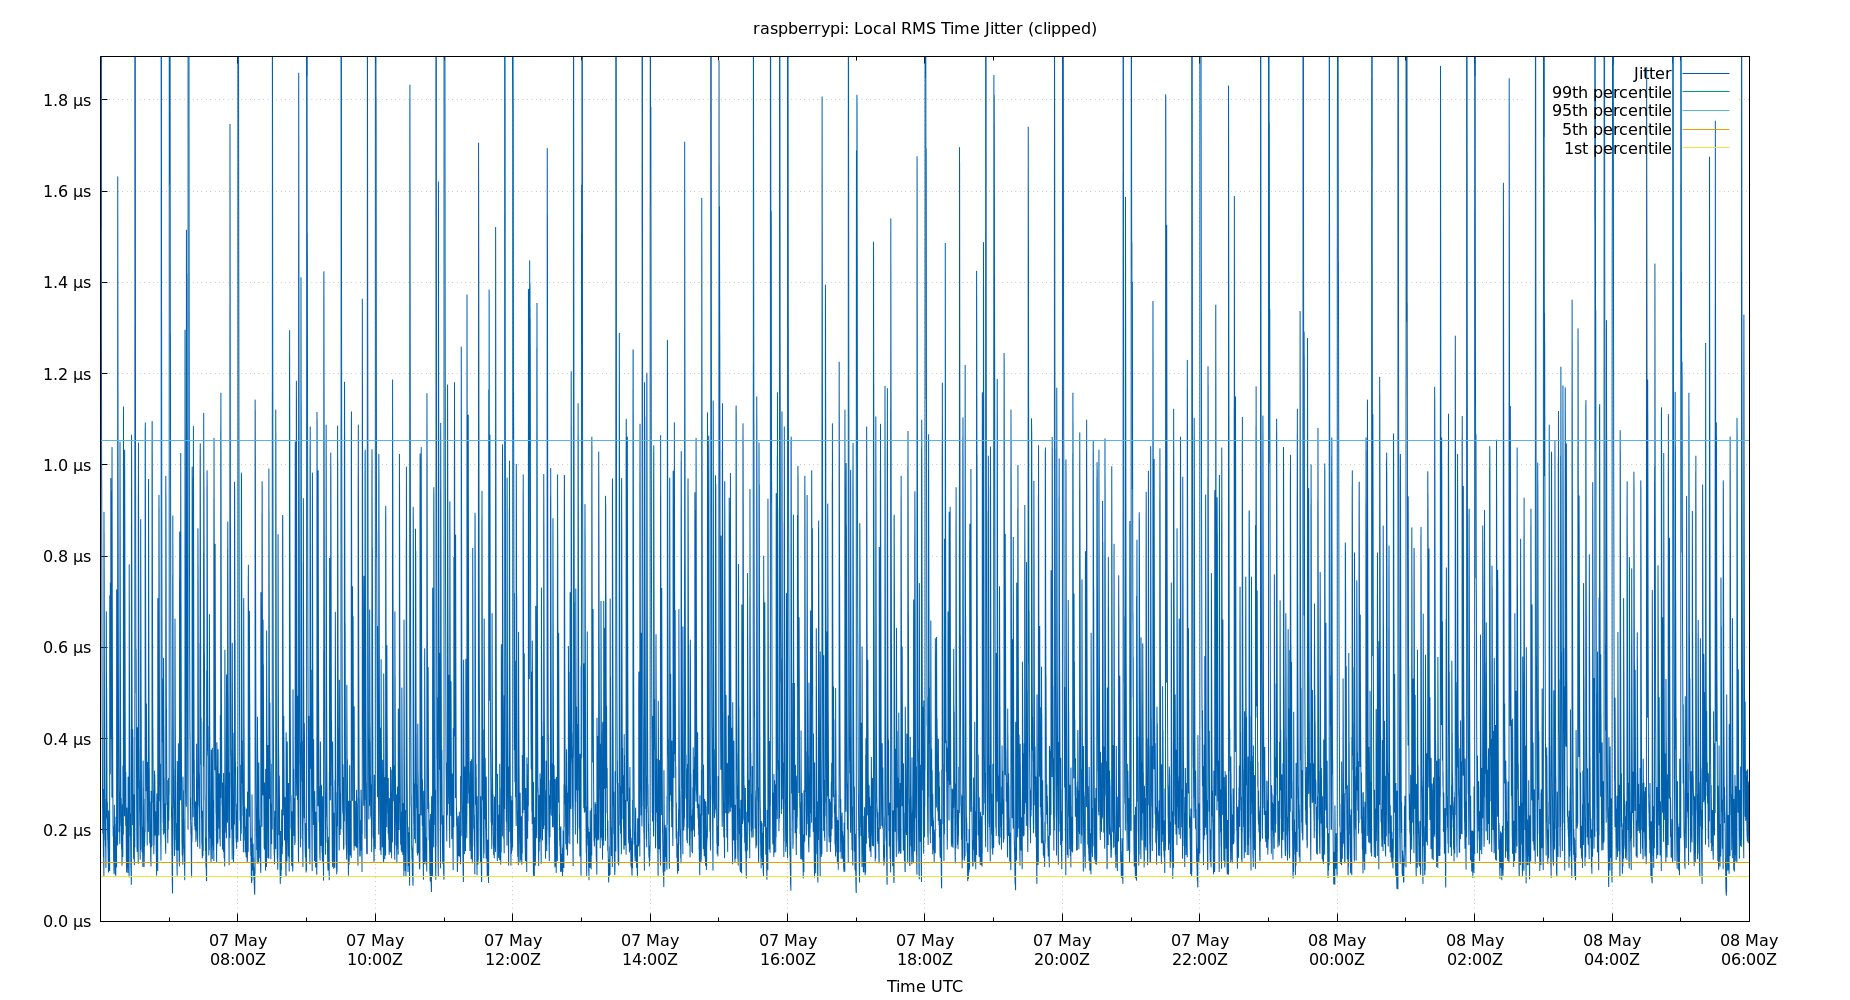 raspberrypi: Local RMS Time Jitter (clipped)
Jitter
99th percentile
95th percentile
5th percentile
1st percentile
1.8 µs
1.6 µs
1.4 µs
1.2 µs
1.0 µs
0.8 µs
0.6 µs
0.4 µs
0.2 µs
0.0 µs
07 May 07 May 07 May 07 May 07 May 07 May 07 May 07 May 08 May 08 May 08 May 08 May
08:00Z 10:00Z 12:00Z 14:00Z 16:00Z 18:00Z 20:00Z 22:00Z 00:00Z 02:00Z 04:00Z 06:00Z
Time UTC